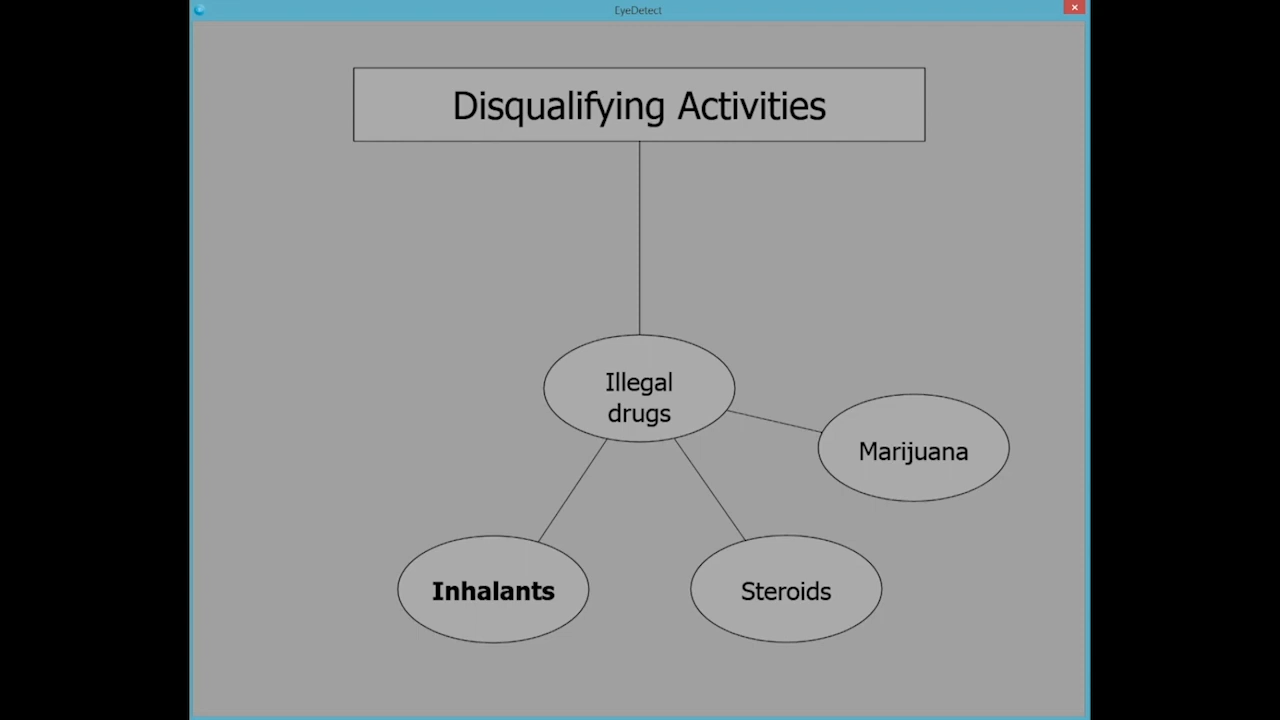 EyeDetect
Disqualifying Activities
Illegal
drugs
Marijuana
Inhalants
Steroids